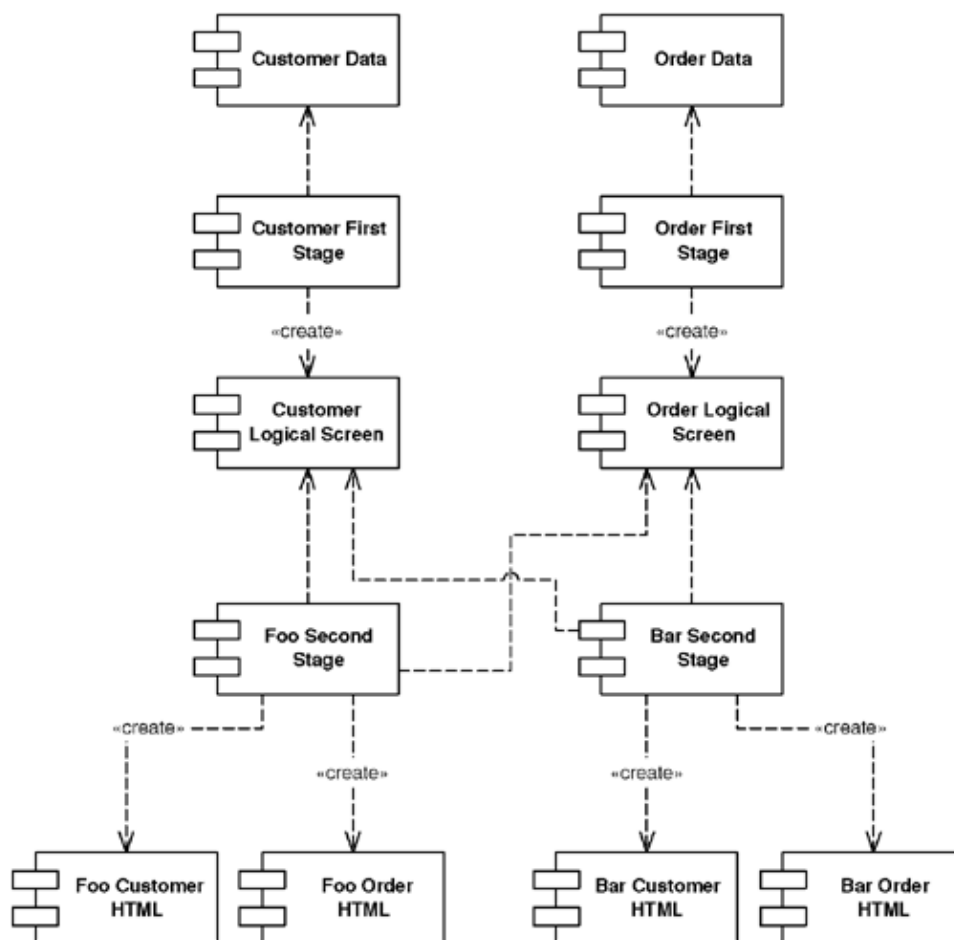 Customer Data
Order Data
Customer First
Stage
Order First
Stage
«create»
«create»
Customer
Logical Screen
Order Logical
Screen
Foo Second
Stage
Bar Second
Stage
«create»
«create»
«create»
«create»
Foo Customer
HTML
Foo Order
HTML
Bar Customer
HTML
Bar Order
HTML